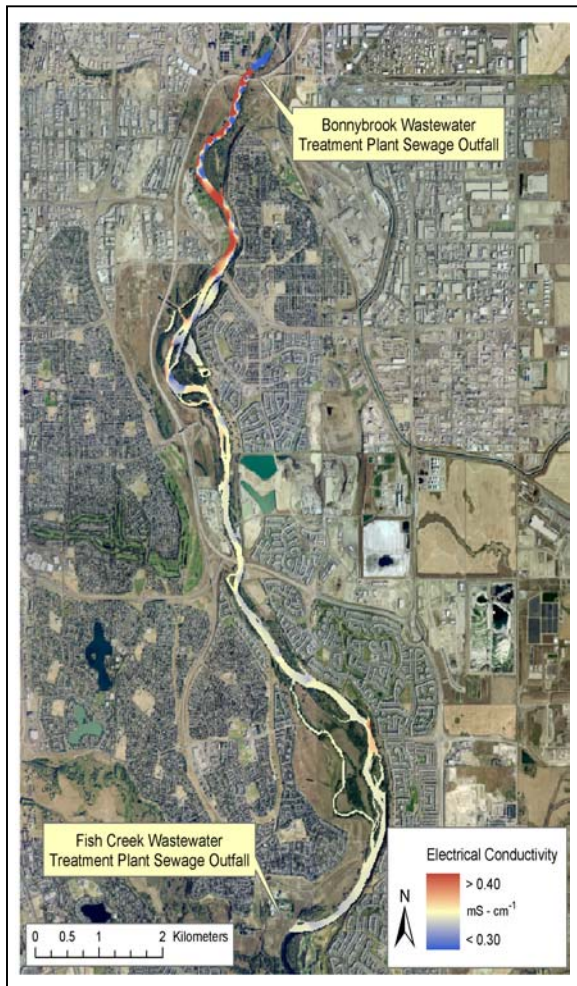 Bonnybrook Wastewater
Treatment Plant Sewage Outfall
Fish Creek Wastewater
Treatment Plant Sewage Outfall
Electrical Conductivity
> 0.40
mS - cm⁻¹
< 0.30
N
0 0.5 1 2 Kilometers